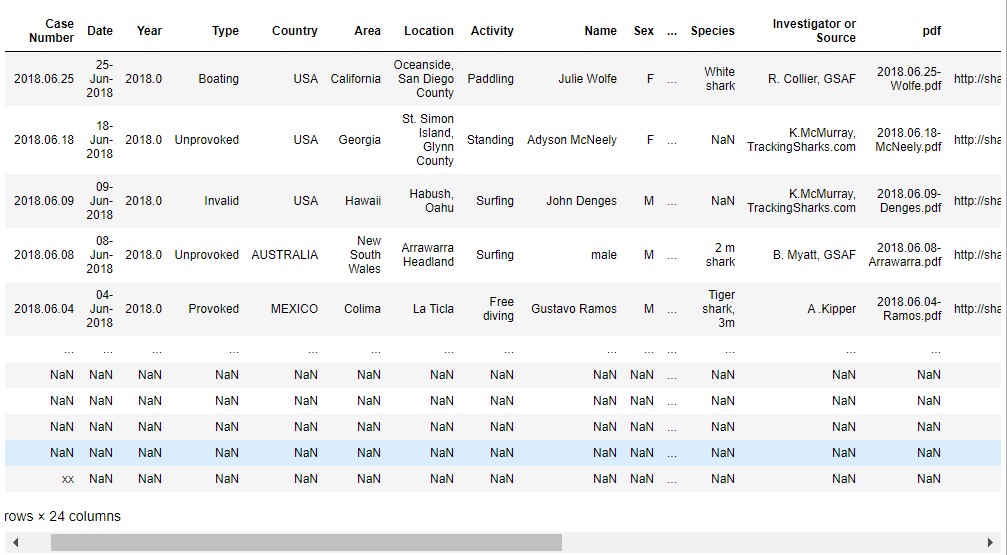 Case Number Date Year Type Country Area Location Activity Name Sex ... Species Investigator or Source pdf
2018.06.25 25-Jun-2018 2018.0 Boating USA California Oceanside, San Diego County Paddling Julie Wolfe F ... White shark R. Collier, GSAF 2018.06.25-Wolfe.pdf http://sha
2018.06.18 18-Jun-2018 2018.0 Unprovoked USA Georgia St. Simon Island, Glynn County Standing Adyson McNeely F ... NaN K.McMurray, TrackingSharks.com 2018.06.18-McNeely.pdf http://sha
2018.06.09 09-Jun-2018 2018.0 Invalid USA Hawaii Habush, Oahu Surfing John Denges M ... NaN K.McMurray, TrackingSharks.com 2018.06.09-Denges.pdf http://sha
2018.06.08 08-Jun-2018 2018.0 Unprovoked AUSTRALIA New South Wales Arrawarra Headland Surfing male M ... 2 m shark B. Myatt, GSAF 2018.06.08-Arrawarra.pdf http://sha
2018.06.04 04-Jun-2018 2018.0 Provoked MEXICO Colima La Ticla Free diving Gustavo Ramos M ... Tiger shark, 3m A .Kipper 2018.06.04-Ramos.pdf http://sha
... ... ... ... ... ... ... ... ... ... ... ... ... ...
NaN NaN NaN NaN NaN NaN NaN NaN NaN NaN ... NaN NaN NaN
NaN NaN NaN NaN NaN NaN NaN NaN NaN NaN ... NaN NaN NaN
NaN NaN NaN NaN NaN NaN NaN NaN NaN NaN ... NaN NaN NaN
NaN NaN NaN NaN NaN NaN NaN NaN NaN NaN ... NaN NaN NaN
xx NaN NaN NaN NaN NaN NaN NaN NaN NaN ... NaN NaN NaN
rows × 24 columns